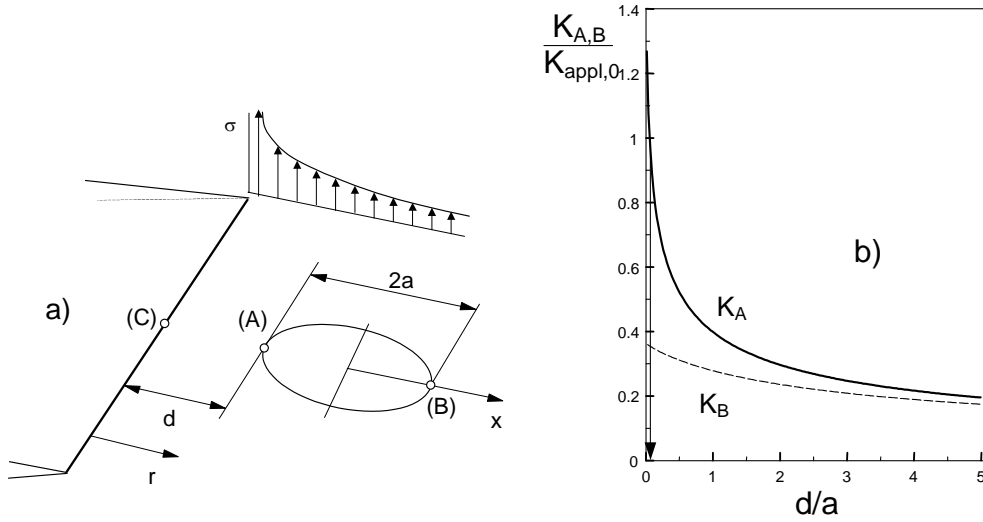 σ
a)
(C)
(A)
2a
(B)
d
x
r
K_A,B
K_appl,0
1.4
1.2
1
0.8
0.6
0.4
0.2
0
b)
K_A
K_B
0 1 2 3 4 5
d/a